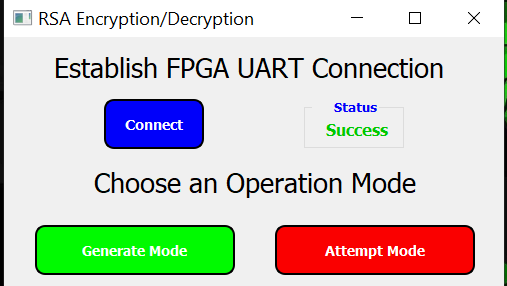 RSA Encryption/Decryption
Establish FPGA UART Connection
Status
Connect
Success
Choose an Operation Mode
Generate Mode
Attempt Mode